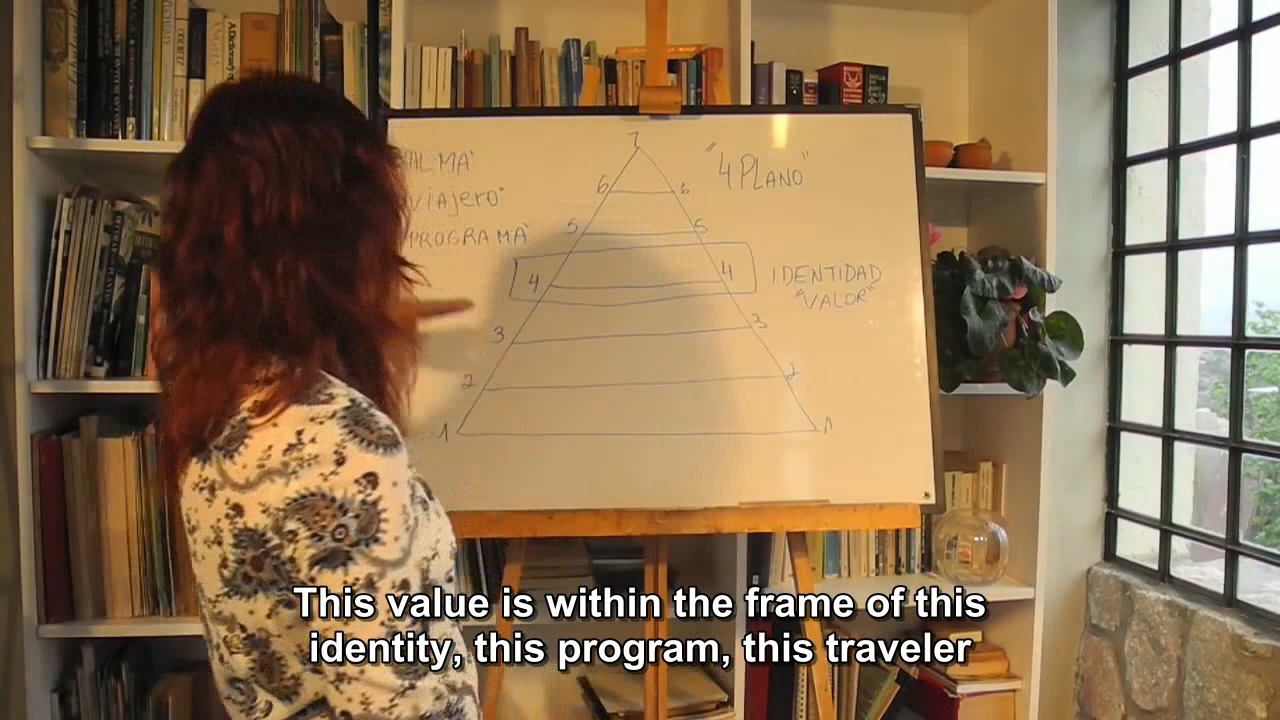 7
"4 PLANO"
ALMA"
6 6
viajero"
5 5
PROGRAMA"
4 4
IDENTIDAD
"VALOR"
3 3
2 2
1 1
This value is within the frame of this
identity, this program, this traveler